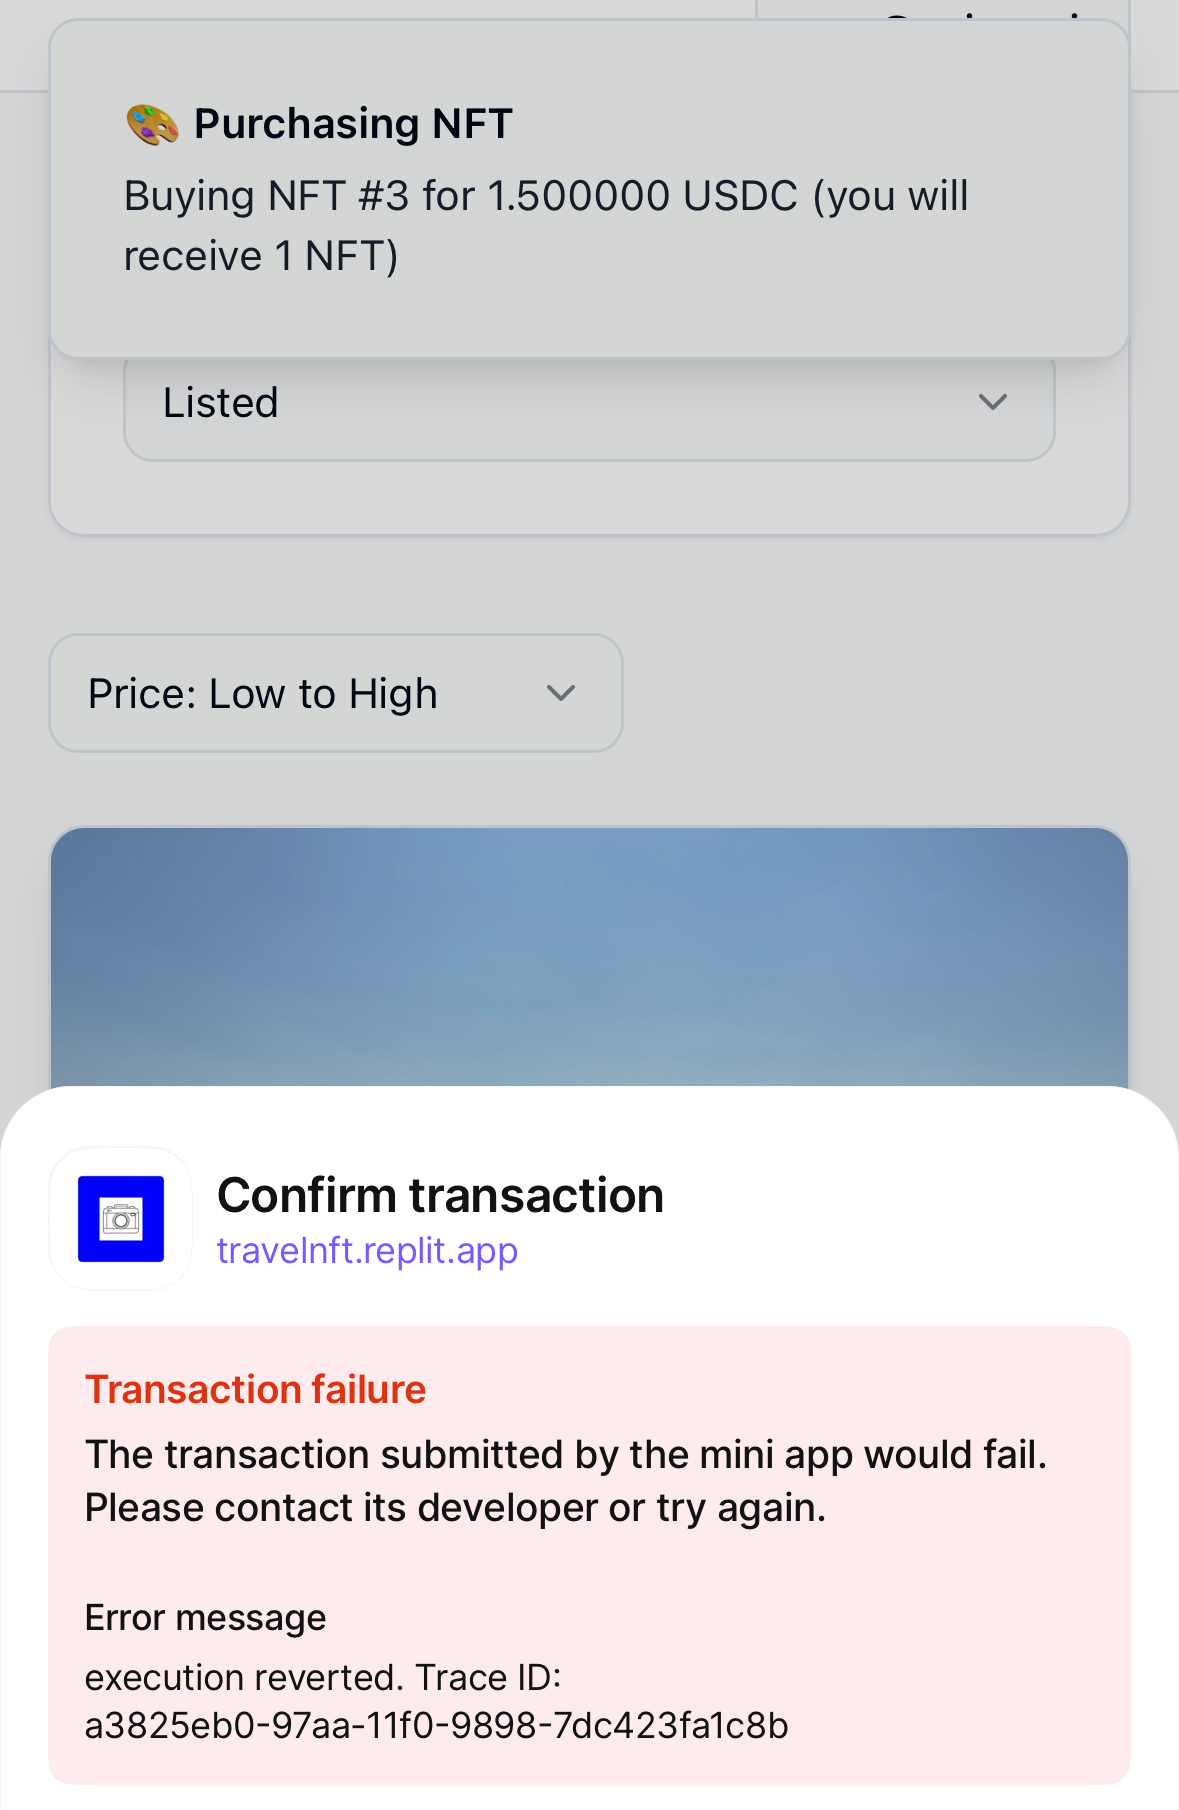 🎨 Purchasing NFT
Buying NFT #3 for 1.500000 USDC (you will
receive 1 NFT)
Listed
Price: Low to High
Confirm transaction
travelnft.replit.app
Transaction failure
The transaction submitted by the mini app would fail.
Please contact its developer or try again.
Error message
execution reverted. Trace ID:
a3825eb0-97aa-11f0-9898-7dc423fa1c8b